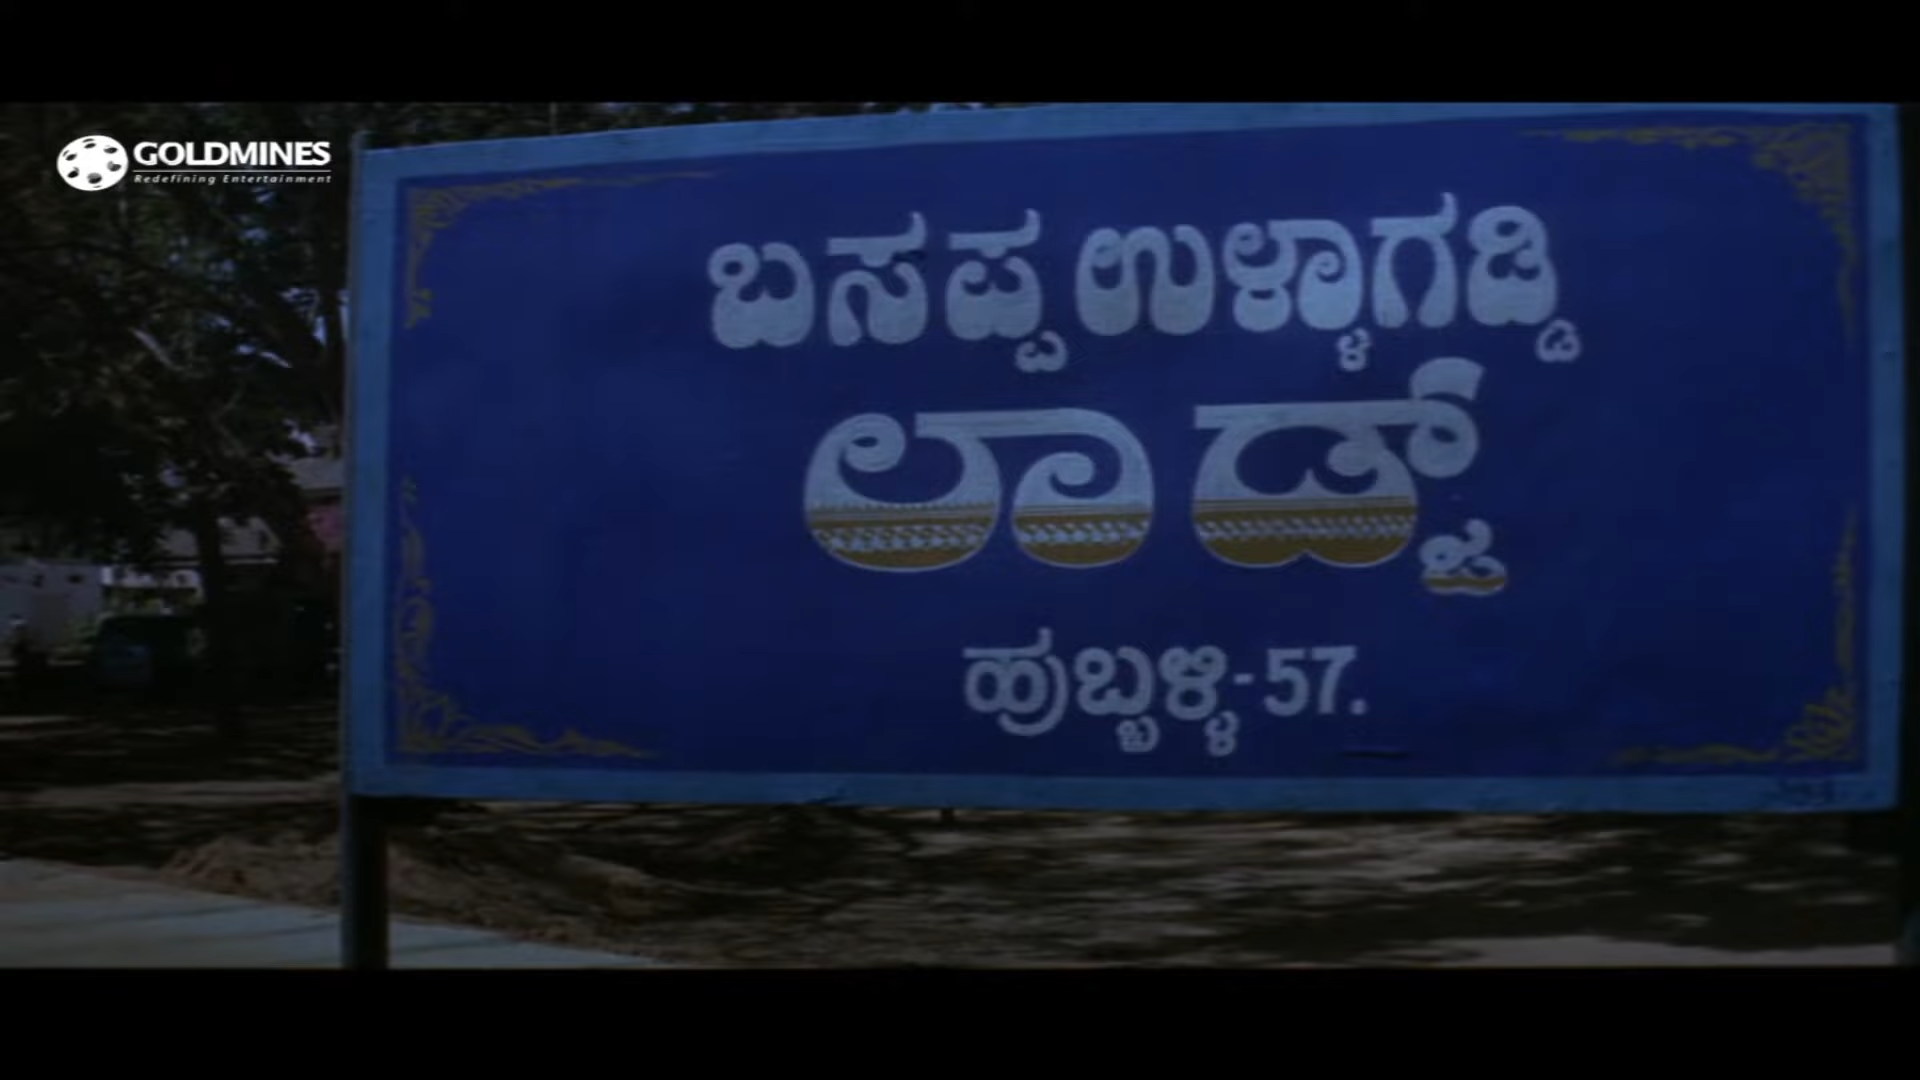 GOLDMINES
Redefining Entertainment
ಬಸಪ್ಪ ಉಳ್ಳಾಗಡ್ಡಿ
ಲಾಡ್ಜ್
ಹುಬ್ಬಳ್ಳಿ-57.